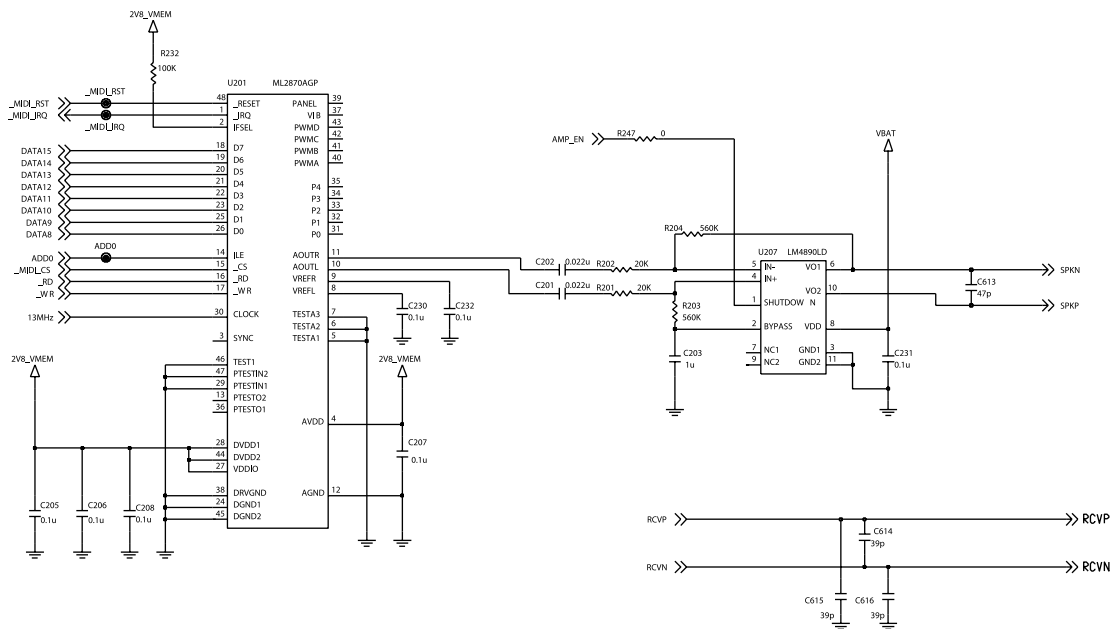 2V8_VMEM
R232
100K
U201 ML2870AGP
_MIDI_RST _MIDI_RST 48 _RESET PANEL 39
_MIDI_IRQ _MIDI_IRQ 1 _IRQ VIB 37
2 IFSEL PWMD 43
PWMC 42
DATA15 18 D7 PWMB 41
DATA14 19 D6 PWMA 40
DATA13 20 D5
DATA12 21 D4 P4 35
DATA11 22 D3 P3 34
DATA10 23 D2 P2 33
DATA9 25 D1 P1 32
DATA8 26 D0 P0 31
ADD0
ADD0 14 ILE AOUTR 11
_MIDI_CS 15 _CS AOUTL 10
_RD 16 _RD VREFR 9
_WR 17 _WR VREFL 8
C230
0.1u
C232
0.1u
13MHz 30 CLOCK TESTA3 7
TESTA2 6
3 SYNC TESTA1 5
2V8_VMEM
46 TEST1
47 PTESTIN2
29 PTESTIN1
13 PTESTO2
36 PTESTO1
2V8_VMEM
AVDD 4
28 DVDD1
44 DVDD2
27 VDDIO
C207
0.1u
38 DRVGND AGND 12
24 DGND1
45 DGND2
C205
0.1u
C206
0.1u
C208
0.1u
AMP_EN R247 0
VBAT
R204 560K
U207 LM4890LD
C202 0.022u R202 20K
C201 0.022u R201 20K
R203
560K
C203
1u
5 IN- VO1 6
4 IN+
VO2 10
1 SHUTDOW N
2 BYPASS VDD 8
7 NC1 GND1 3
9 NC2 GND2 11
C231
0.1u
SPKN
C613
47p
SPKP
RCVP RCVP
C614
39p
RCVN RCVN
C615
39p
C616
39p